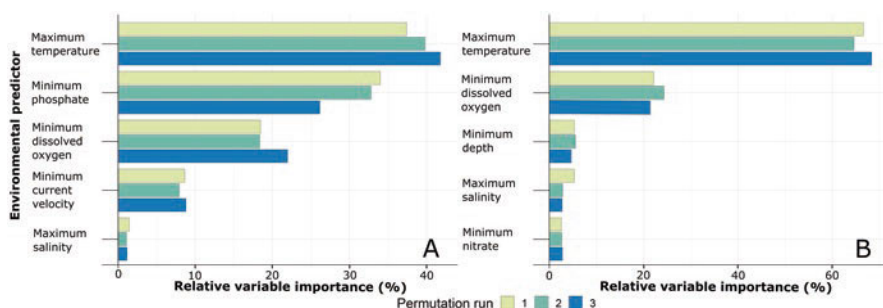 Environmental predictor
Maximum
temperature
Minimum
phosphate
Minimum
dissolved
oxygen
Minimum
current
velocity
Maximum
salinity
0 10 20 30 40
Relative variable importance (%)
A
Maximum
temperature
Minimum
dissolved
oxygen
Minimum
depth
Maximum
salinity
Minimum
nitrate
0 20 40 60
Relative variable importance (%)
B
Permutation run 1 2 3